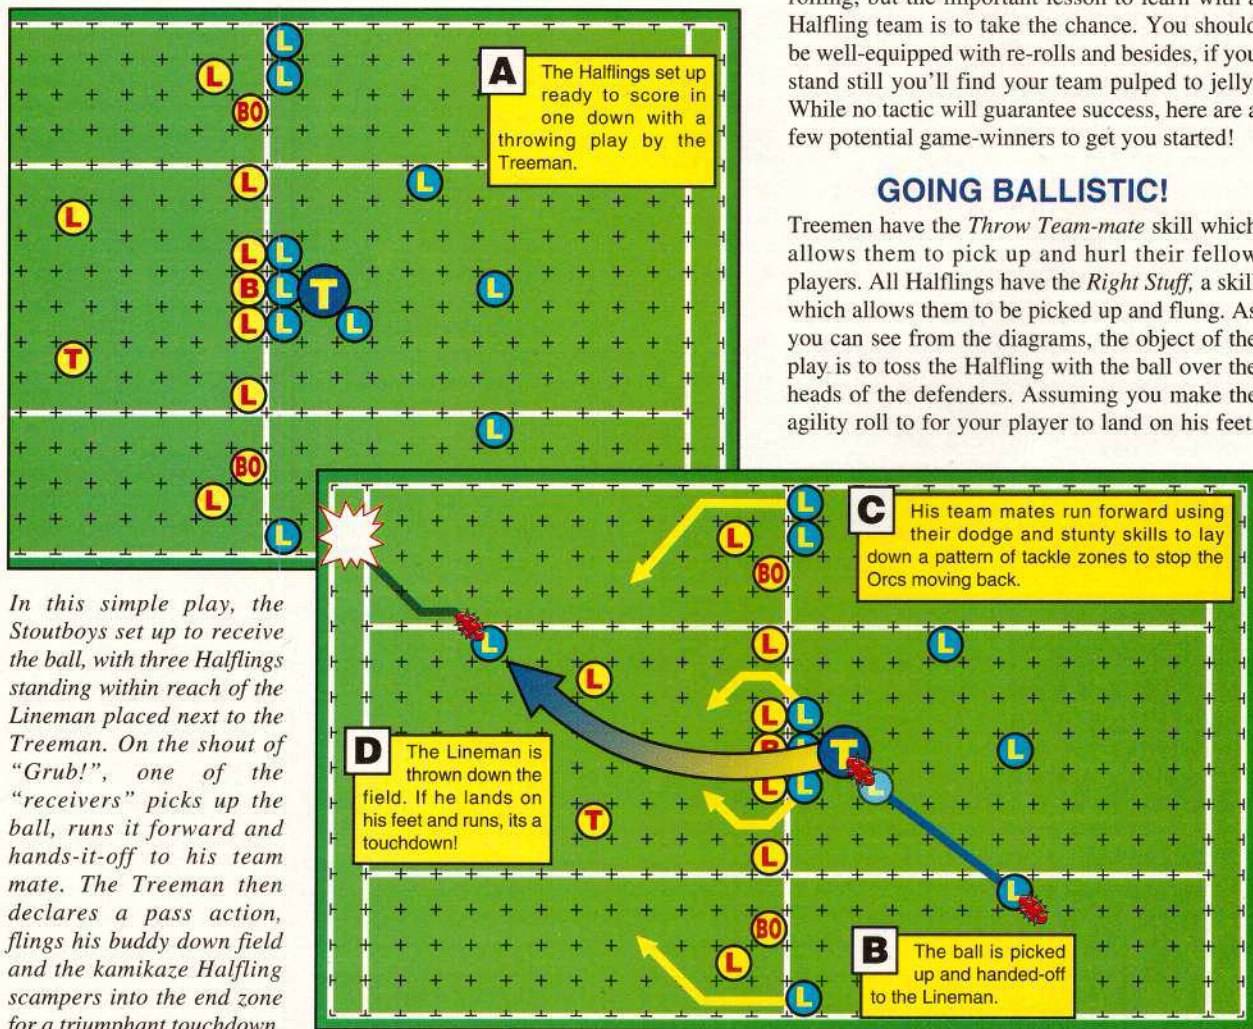 Halfling team is to take the chance. You should
be well-equipped with re-rolls and besides, if you
stand still you'll find your team pulped to jelly.
While no tactic will guarantee success, here are a
few potential game-winners to get you started!
GOING BALLISTIC!
Treemen have the Throw Team-mate skill which
allows them to pick up and hurl their fellow
players. All Halflings have the Right Stuff, a skill
which allows them to be picked up and flung. As
you can see from the diagrams, the object of the
play is to toss the Halfling with the ball over the
heads of the defenders. Assuming you make the
agility roll to for your player to land on his feet
A
The Halflings set up
ready to score in
one down with a
throwing play by the
Treeman.
L
L
L
BO
L
L
L
L
L
B
L
T
L
L
L
L
T
L
L
BO
L
L
In this simple play, the
Stoutboys set up to receive
the ball, with three Halflings
standing within reach of the
Lineman placed next to the
Treeman. On the shout of
"Grub!", one of the
"receivers" picks up the
ball, runs it forward and
hands-it-off to his team
mate. The Treeman then
declares a pass action,
flings his buddy down field
and the kamikaze Halfling
scampers into the end zone
for a triumphant touchdown.
C
His team mates run forward using
their dodge and stunty skills to lay
down a pattern of tackle zones to stop the
Orcs moving back.
D
The Lineman is
thrown down the
field. If he lands on
his feet and runs, its a
touchdown!
B
The ball is picked
up and handed-off
to the Lineman.
L
L
L
BO
L
L
L
L
L
L
B
L
T
L
L
L
L
T
L
L
BO
L
L